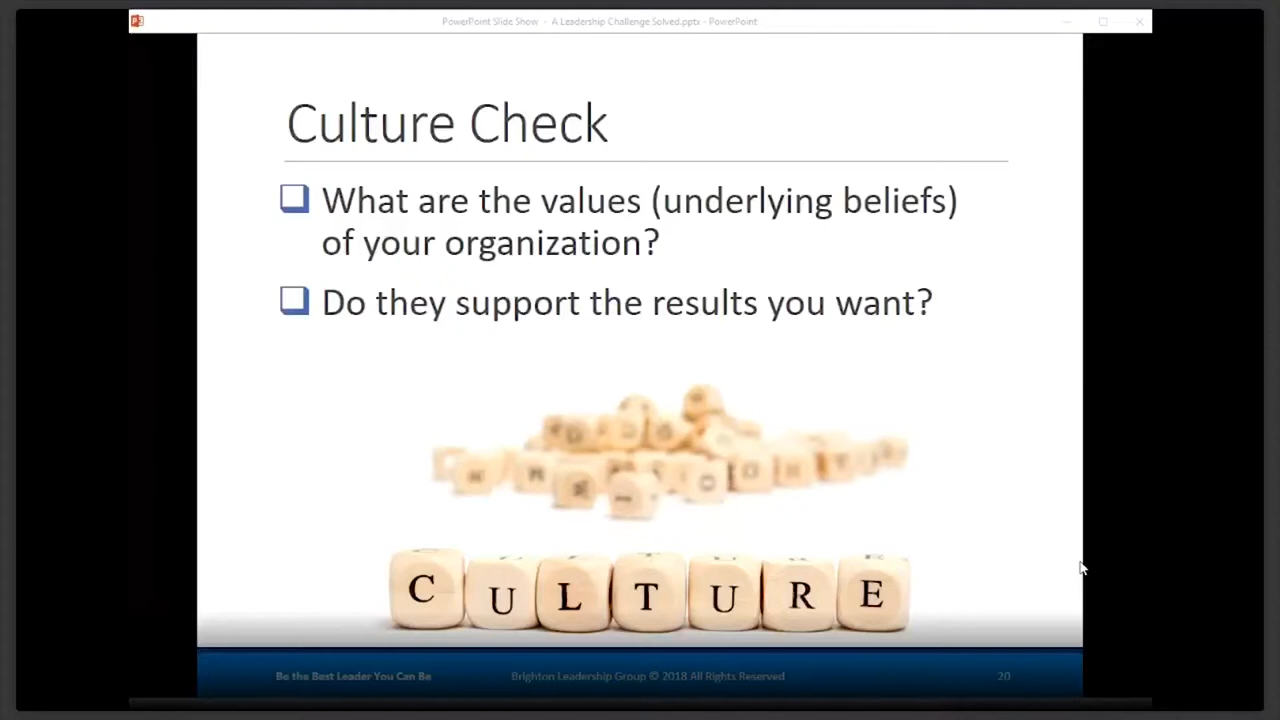 PowerPoint Slide Show - A Leadership Challenge Solved.pptx - PowerPoint
Culture Check
What are the values (underlying beliefs)
of your organization?
Do they support the results you want?
CULTURE
Be the Best Leader You Can Be
Brighton Leadership Group © 2018 All Rights Reserved
20